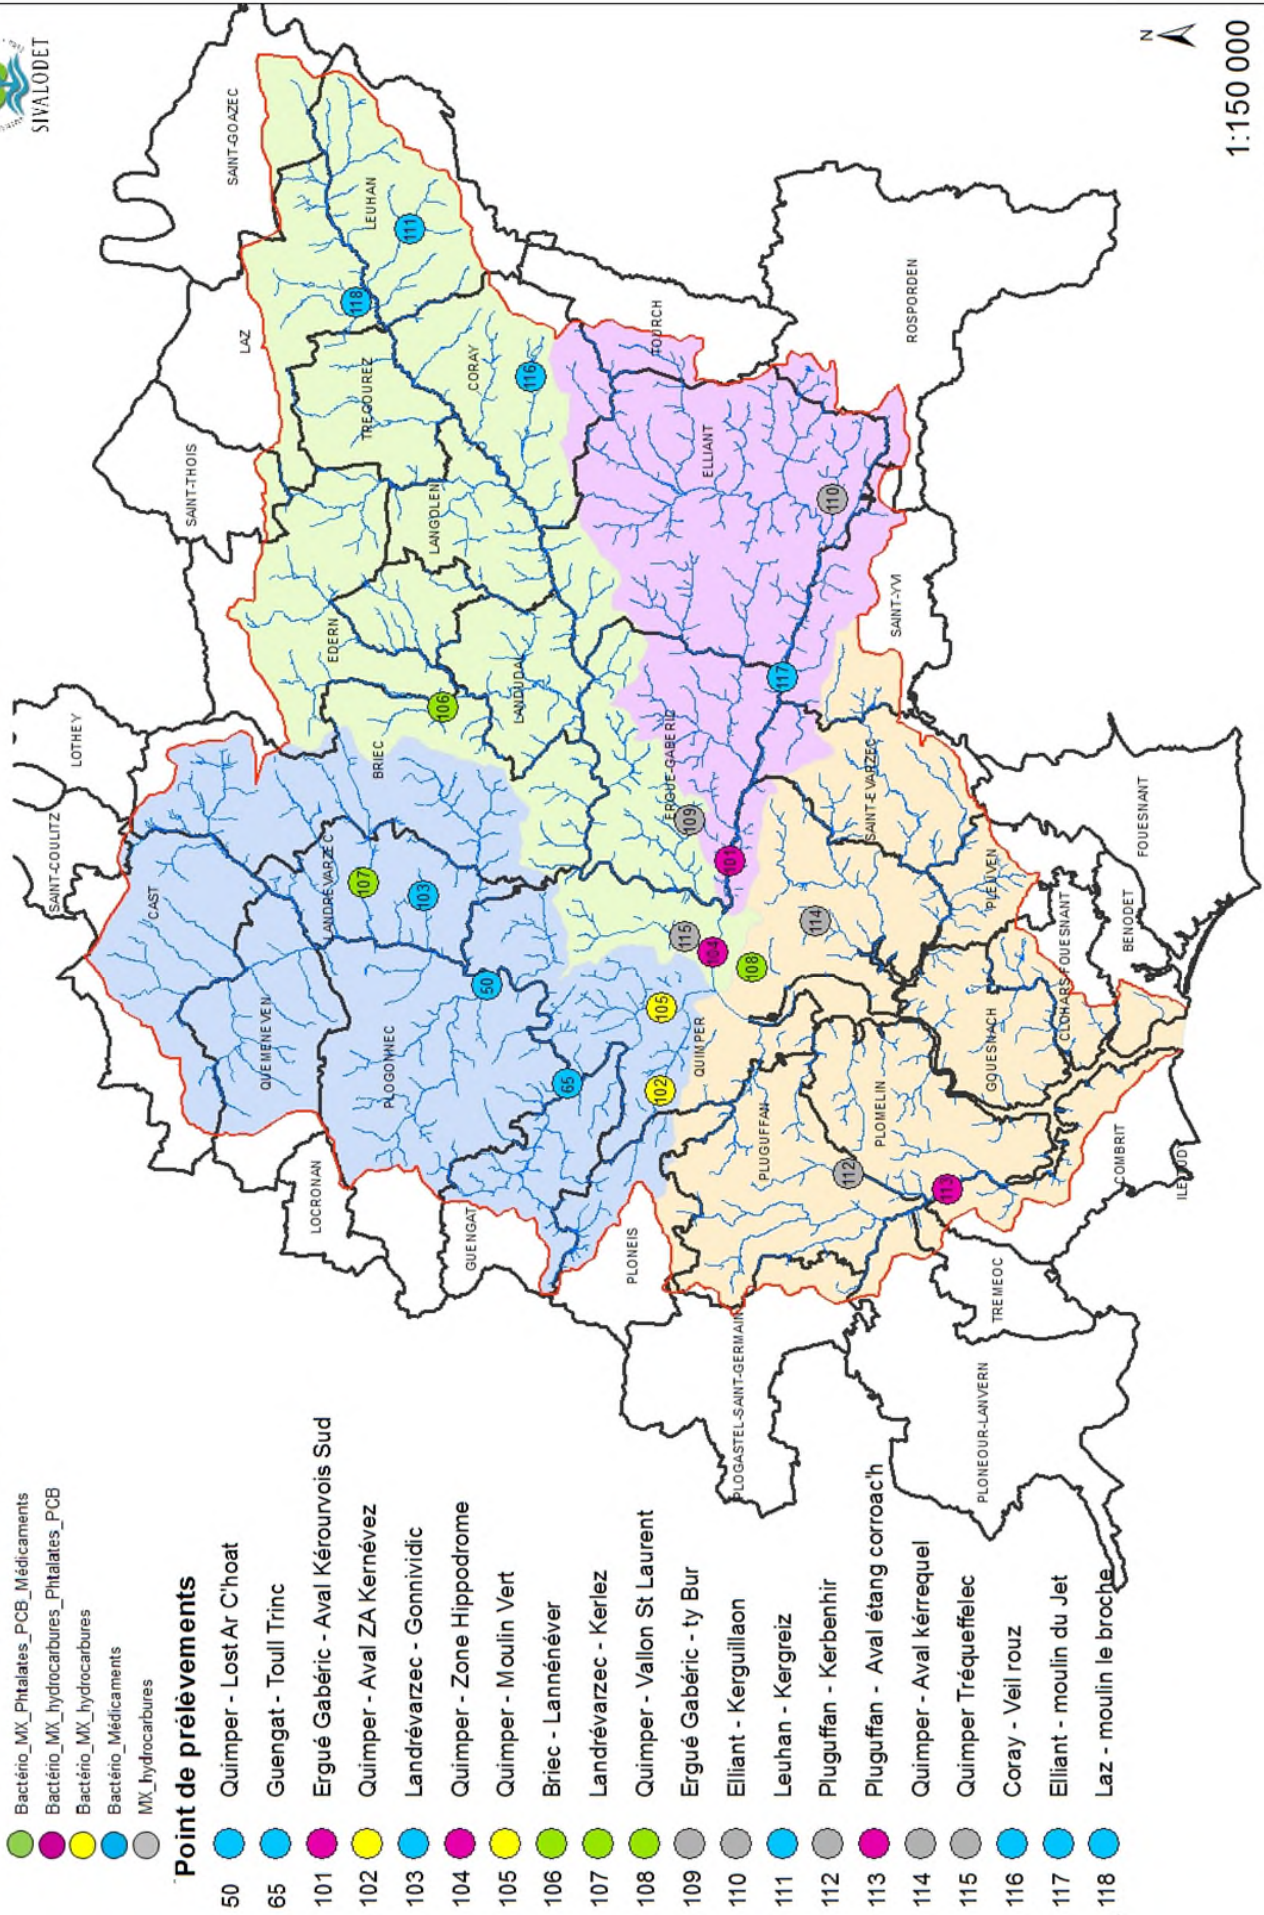 SIVALODET
Bactério_MX_Phtalates_PCB_Médicaments
Bactério_MX_hydrocarbures_Phtalates_PCB
Bactério_MX_hydrocarbures
Bactério_Médicaments
MX_hydrocarbures
Point de prélèvements
50 Quimper - Lost Ar C'hoat
65 Guengat - Toull Trinc
101 Ergué Gabéric - Aval Kérourvois Sud
102 Quimper - Aval ZA Kernévez
103 Landrévarzec - Gonnividic
104 Quimper - Zone Hippodrome
105 Quimper - Moulin Vert
106 Briec - Lannénéver
107 Landrévarzec - Kerlez
108 Quimper - Vallon St Laurent
109 Ergué Gabéric - ty Bur
110 Elliant - Kerguillaon
111 Leuhan - Kergreiz
112 Pluguffan - Kerbenhir
113 Pluguffan - Aval étang corroac'h
114 Quimper - Aval kérrequel
115 Quimper Tréqueffelec
116 Coray - Veil rouz
117 Elliant - moulin du Jet
118 Laz - moulin le broche
SAINT-COULITZ
LOTHEY
CAST
QUEMENEVEN
LANDREVARZEC
BRIEC
107
103
50
PLOGONNEC
LOCRONAN
GUENGAT
65
PLONEIS
102
105
QUIMPER
SAINT-THOIS
SAINT-GOAZEC
LAZ
LEUHAN
111
118
TREGOUREZ
CORAY
116
LANGOLEN
EDERN
106
LANDUDAL
TOURCH
ELLIANT
ROSPORDEN
110
SAINT-YVI
117
ERGUE-GABERIC
109
101
115
104
108
114
SAINT-EVARZEC
PLEUVEN
FOUESNANT
CLOHARS-FOUESNANT
BENODET
GOUESNACH
PLUGUFFAN
PLOMELIN
112
113
COMBRIT
ILE-TUDY
TREMEOC
PLOGASTEL-SAINT-GERMAIN
PLONEOUR-LANVERN
N
1:150 000